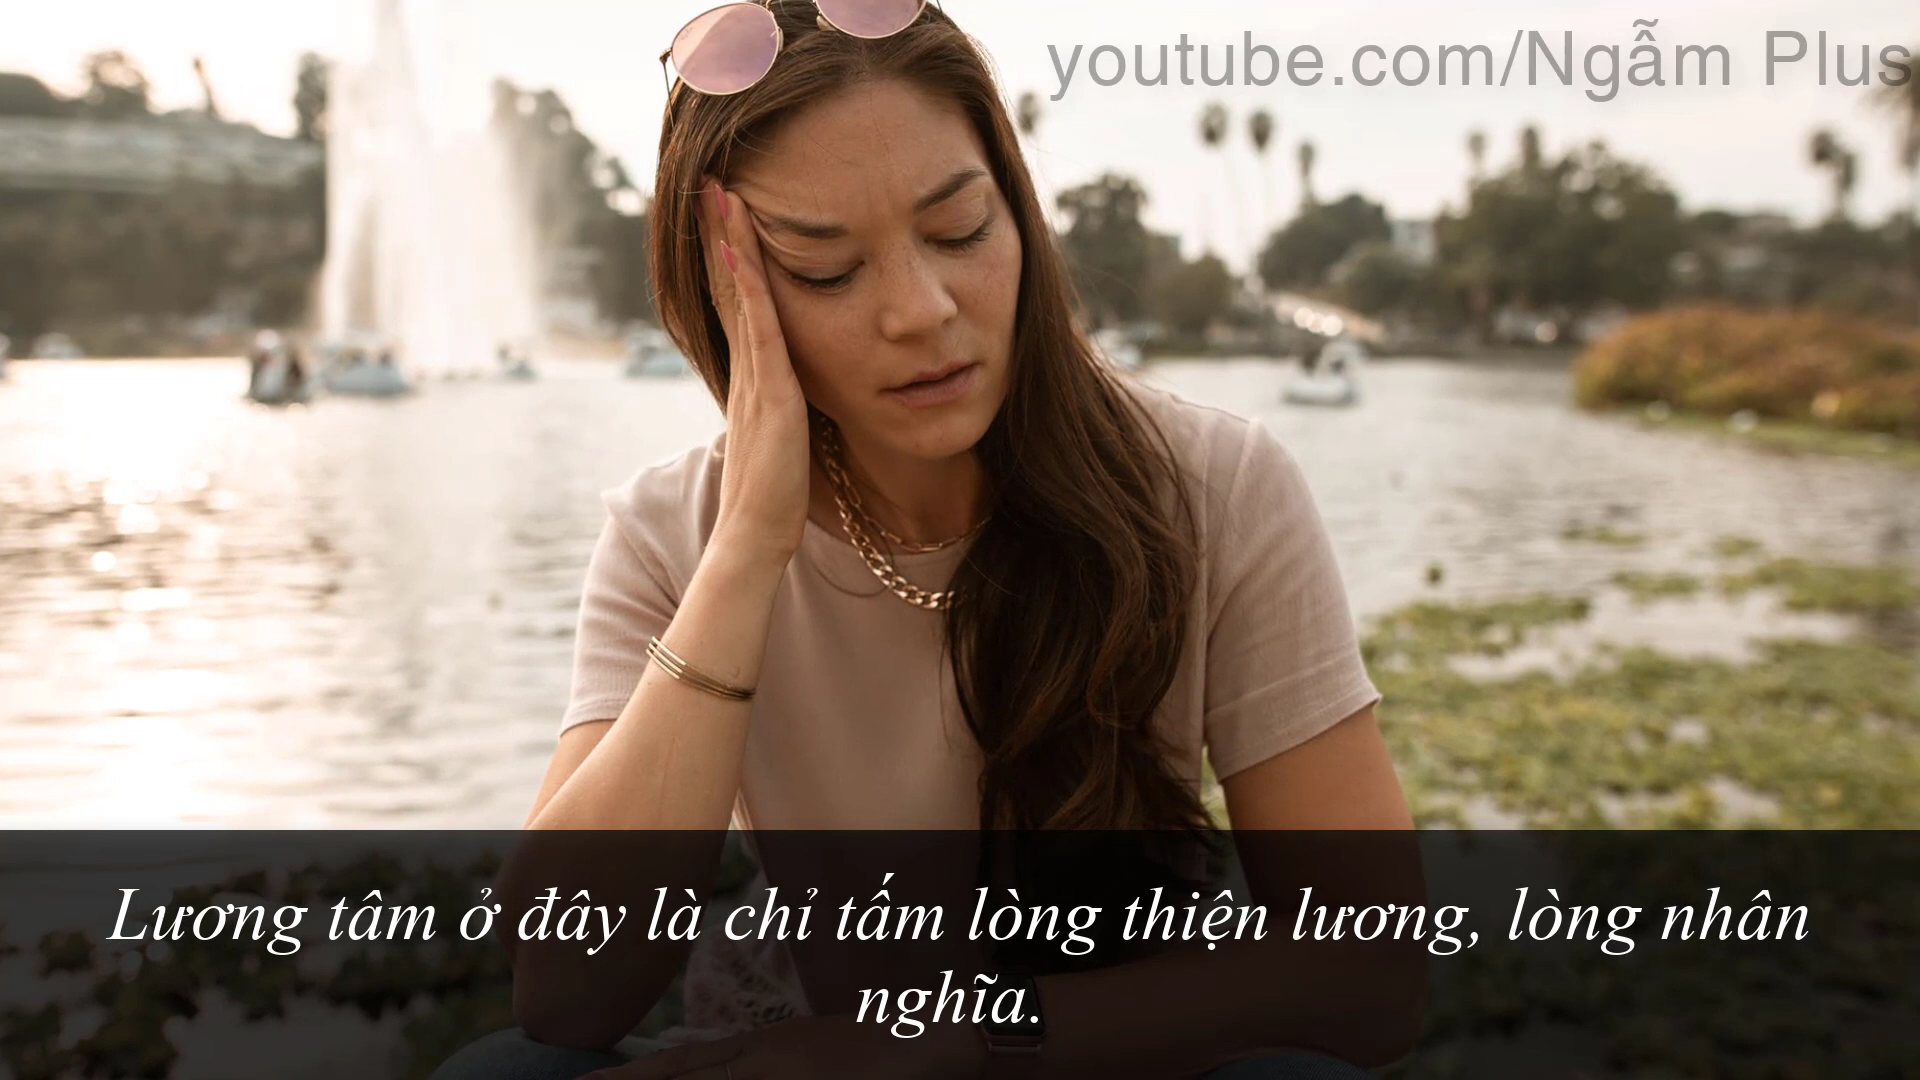 youtube.com/Ngẫm Plus
Lương tâm ở đây là chỉ tấm lòng thiện lương, lòng nhân
nghĩa.